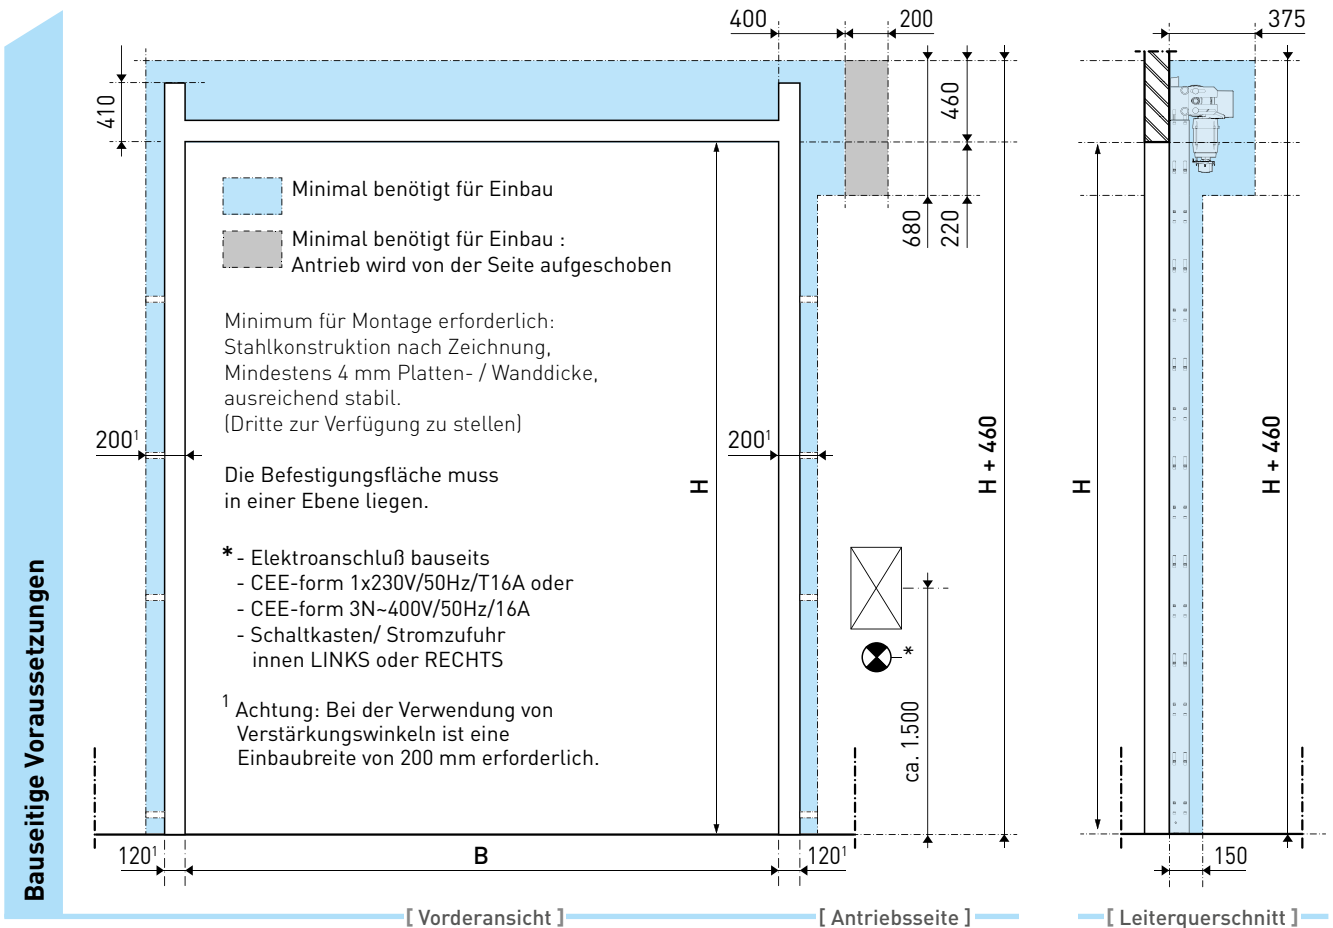 400
200
375
410
460
680
220
Minimal benötigt für Einbau
Minimal benötigt für Einbau :
Antrieb wird von der Seite aufgeschoben
Minimum für Montage erforderlich:
Stahlkonstruktion nach Zeichnung,
Mindestens 4 mm Platten- / Wanddicke,
ausreichend stabil.
(Dritte zur Verfügung zu stellen)
200¹
200¹
Die Befestigungsfläche muss
in einer Ebene liegen.
H
H + 460
H
H + 460
* - Elektroanschluß bauseits
- CEE-form 1x230V/50Hz/T16A oder
- CEE-form 3N~400V/50Hz/16A
- Schaltkasten/ Stromzufuhr
innen LINKS oder RECHTS
*
¹ Achtung: Bei der Verwendung von
Verstärkungswinkeln ist eine
Einbaubreite von 200 mm erforderlich.
ca. 1.500
120¹
B
120¹
150
Bauseitige Voraussetzungen
[ Vorderansicht ]
[ Antriebsseite ]
[ Leiterquerschnitt ]